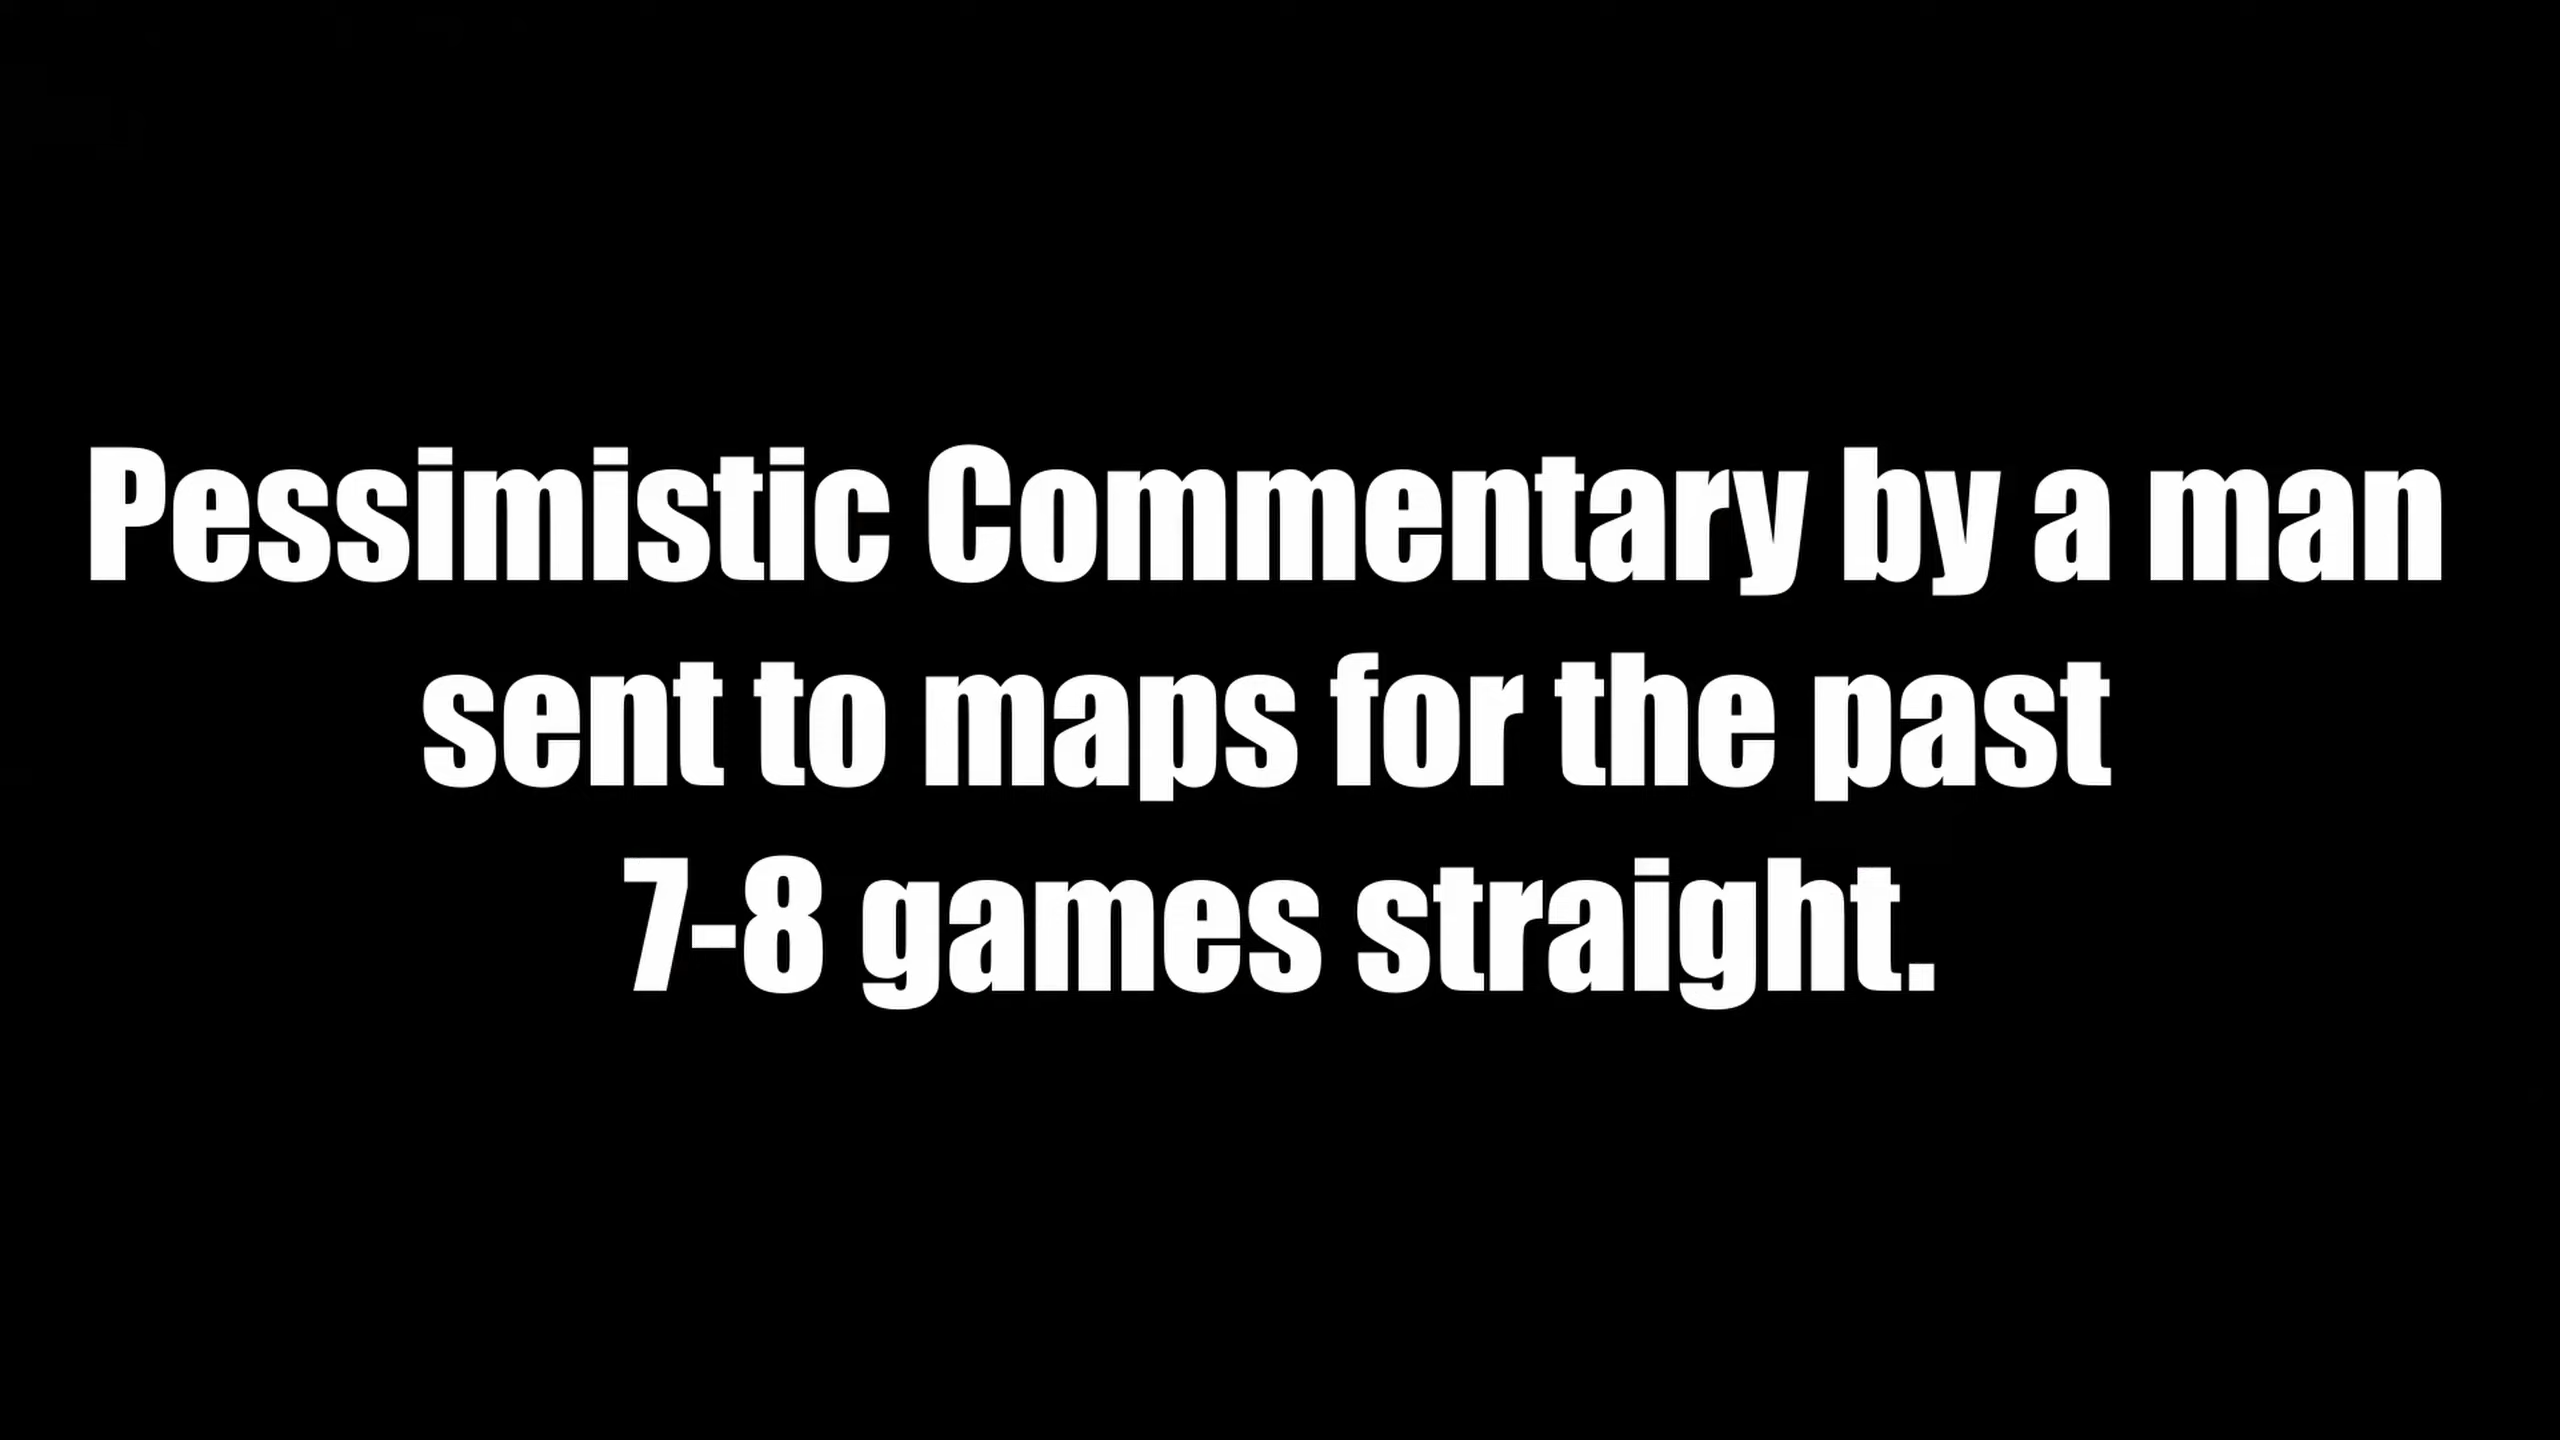 Pessimistic Commentary by a man
sent to maps for the past
7-8 games straight.